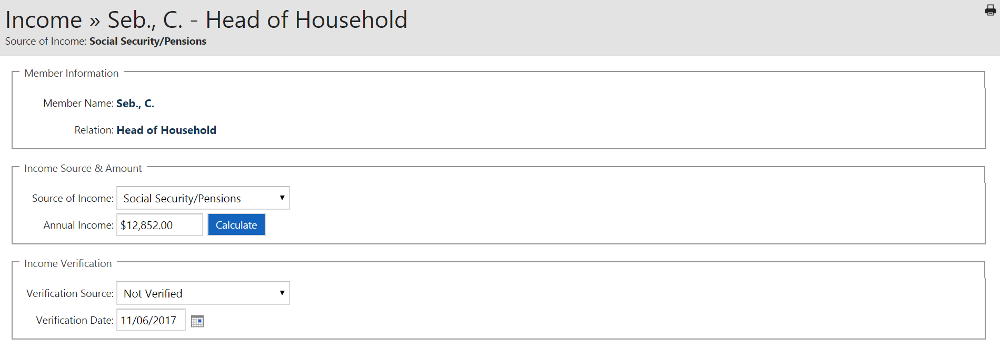 Income » Seb., C. - Head of Household
Source of Income: Social Security/Pensions
Member Information
Member Name: Seb., C.
Relation: Head of Household
Income Source & Amount
Source of Income: Social Security/Pensions
Annual Income: $12,852.00 Calculate
Income Verification
Verification Source: Not Verified
Verification Date: 11/06/2017